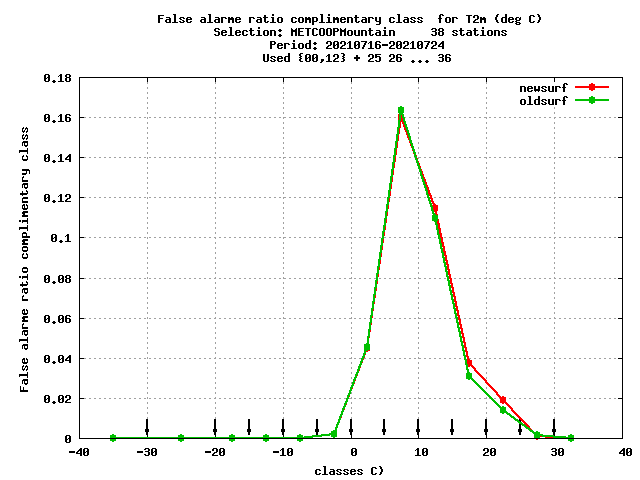 False alarme ratio complimentary class  for T2m (deg C)
Selection: METCOOPMountain     38 stations
Period: 20210716-20210724
Used {00,12} + 25 26 ... 36
newsurf
oldsurf
False alarme ratio complimentary class
0.18
0.16
0.14
0.12
0.1
0.08
0.06
0.04
0.02
0
-40 -30 -20 -10 0 10 20 30 40
classes C)